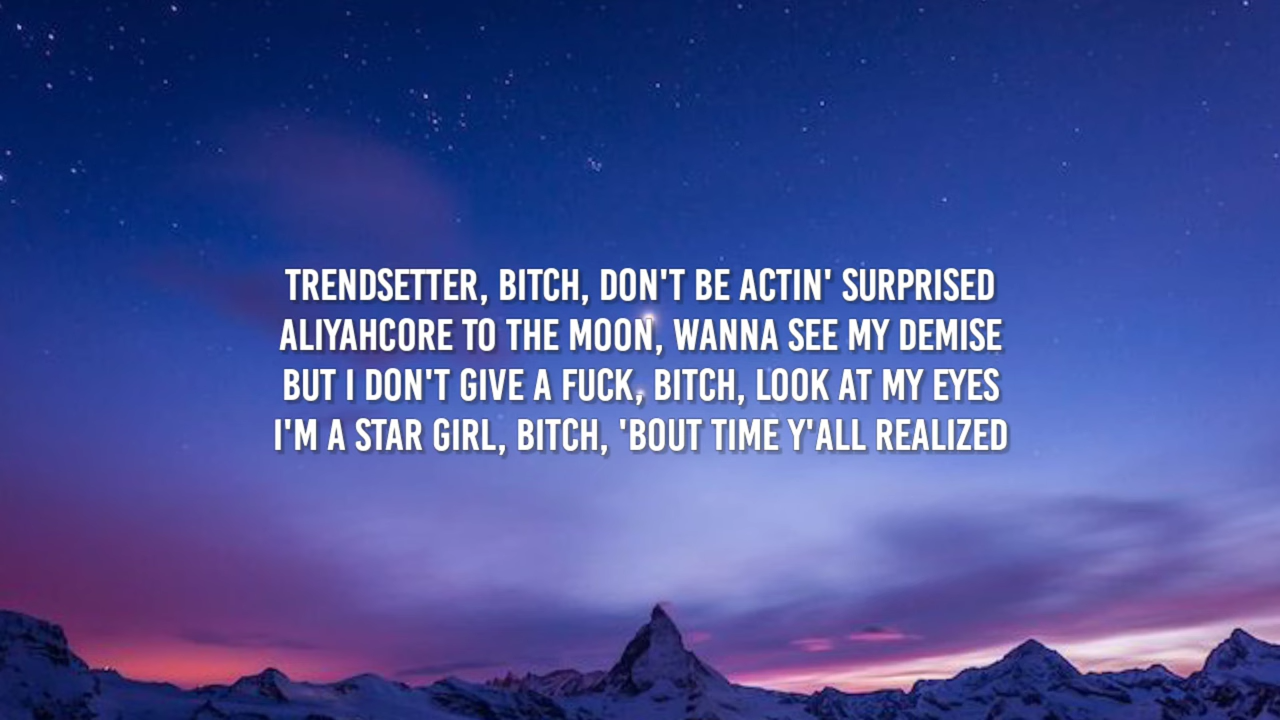 TRENDSETTER, BITCH, DON'T BE ACTIN' SURPRISED
ALIYAHCORE TO THE MOON, WANNA SEE MY DEMISE
BUT I DON'T GIVE A FUCK, BITCH, LOOK AT MY EYES
I'M A STAR GIRL, BITCH, 'BOUT TIME Y'ALL REALIZED